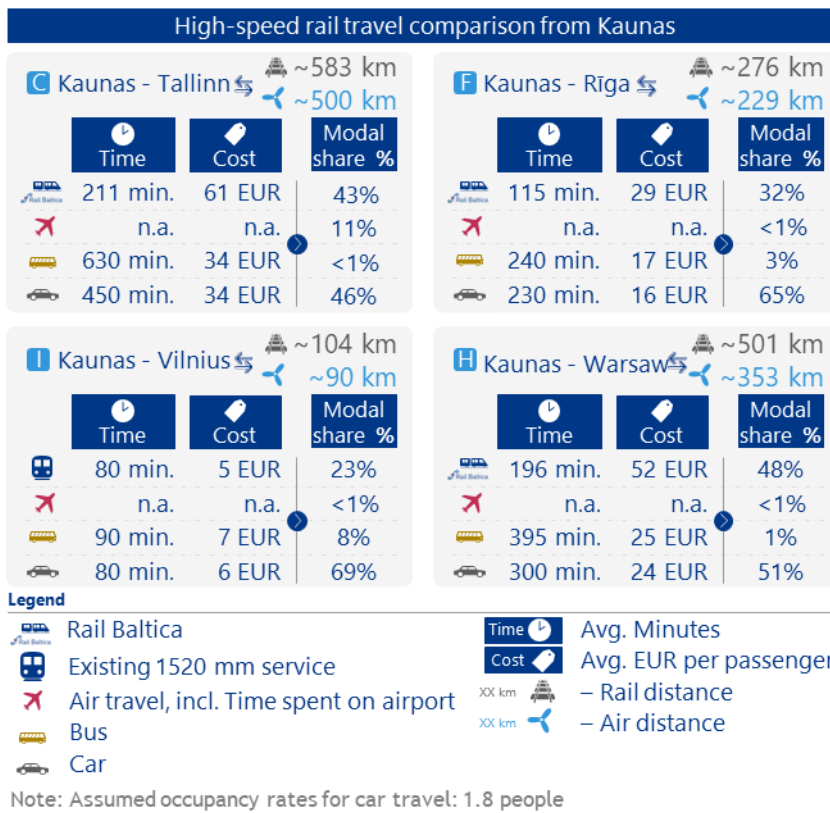 High-speed rail travel comparison from Kaunas
C Kaunas - Tallinn ~583 km
~500 km
Time Cost Modal share %
Rail Baltica 211 min. 61 EUR 43%
n.a. n.a. 11%
630 min. 34 EUR <1%
450 min. 34 EUR 46%
F Kaunas - Rīga ~276 km
~229 km
Time Cost Modal share %
Rail Baltica 115 min. 29 EUR 32%
n.a. n.a. <1%
240 min. 17 EUR 3%
230 min. 16 EUR 65%
I Kaunas - Vilnius ~104 km
~90 km
Time Cost Modal share %
80 min. 5 EUR 23%
n.a. n.a. <1%
90 min. 7 EUR 8%
80 min. 6 EUR 69%
H Kaunas - Warsaw ~501 km
~353 km
Time Cost Modal share %
Rail Baltica 196 min. 52 EUR 48%
n.a. n.a. <1%
395 min. 25 EUR 1%
300 min. 24 EUR 51%
Legend
Rail Baltica Rail Baltica
Existing 1520 mm service
Air travel, incl. Time spent on airport
Bus
Car
Time Avg. Minutes
Cost Avg. EUR per passenger
XX km – Rail distance
XX km – Air distance
Note: Assumed occupancy rates for car travel: 1.8 people